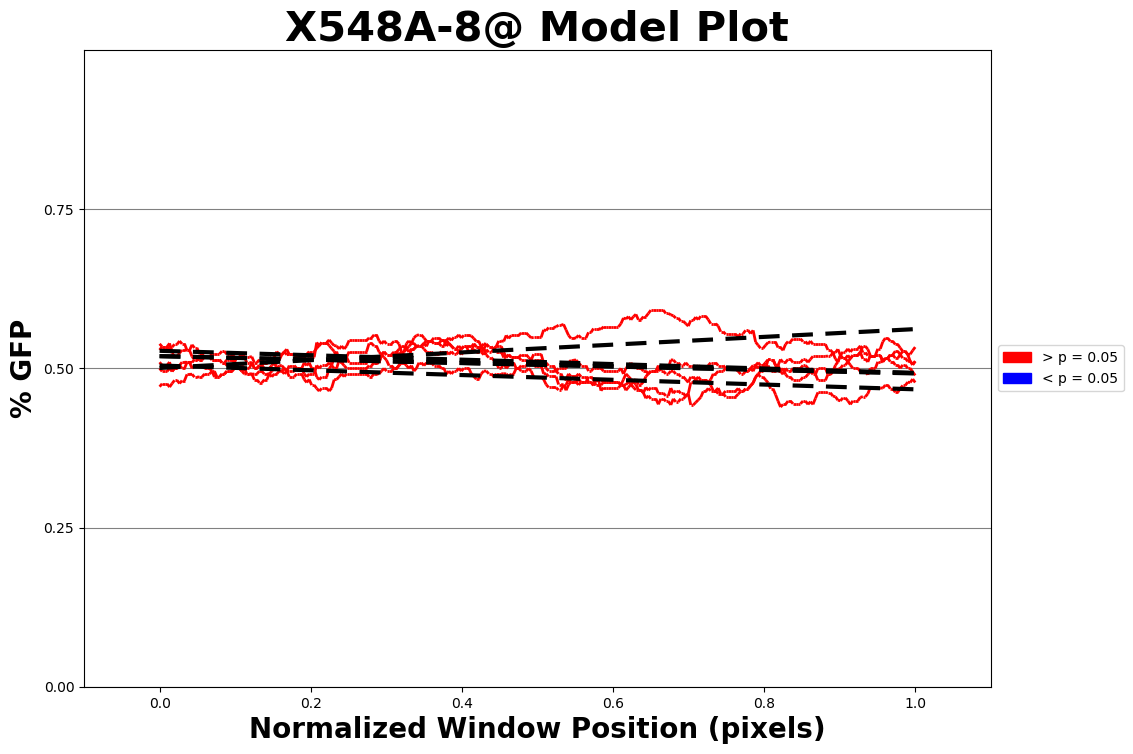 X548A-8@ Model Plot
% GFP
0.75
0.50
0.25
0.00
0.0 0.2 0.4 0.6 0.8 1.0
Normalized Window Position (pixels)
> p = 0.05
< p = 0.05